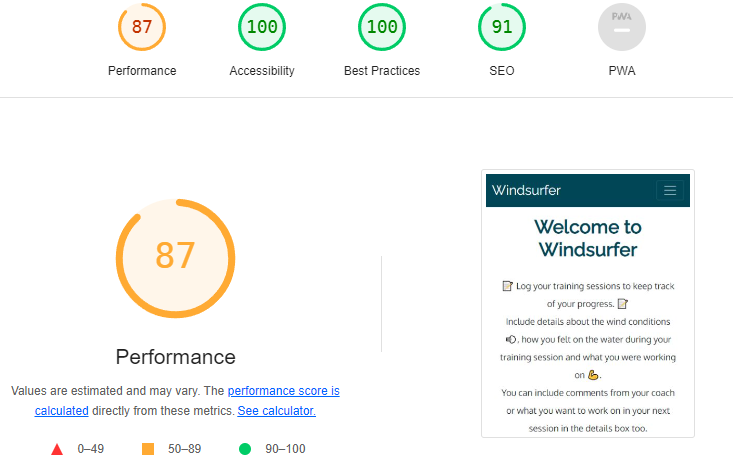 87 100 100 91 PWA
Performance Accessibility Best Practices SEO PWA
87
Performance
Values are estimated and may vary. The performance score is
calculated directly from these metrics. See calculator.
0–49 50–89 90–100
Windsurfer
Welcome to
Windsurfer
📝 Log your training sessions to keep track
of your progress. 📝
Include details about the wind conditions
🌬️, how you felt on the water during your
training session and what you were working
on 💪.
You can include comments from your coach
or what you want to work on in your next
session in the details box too.